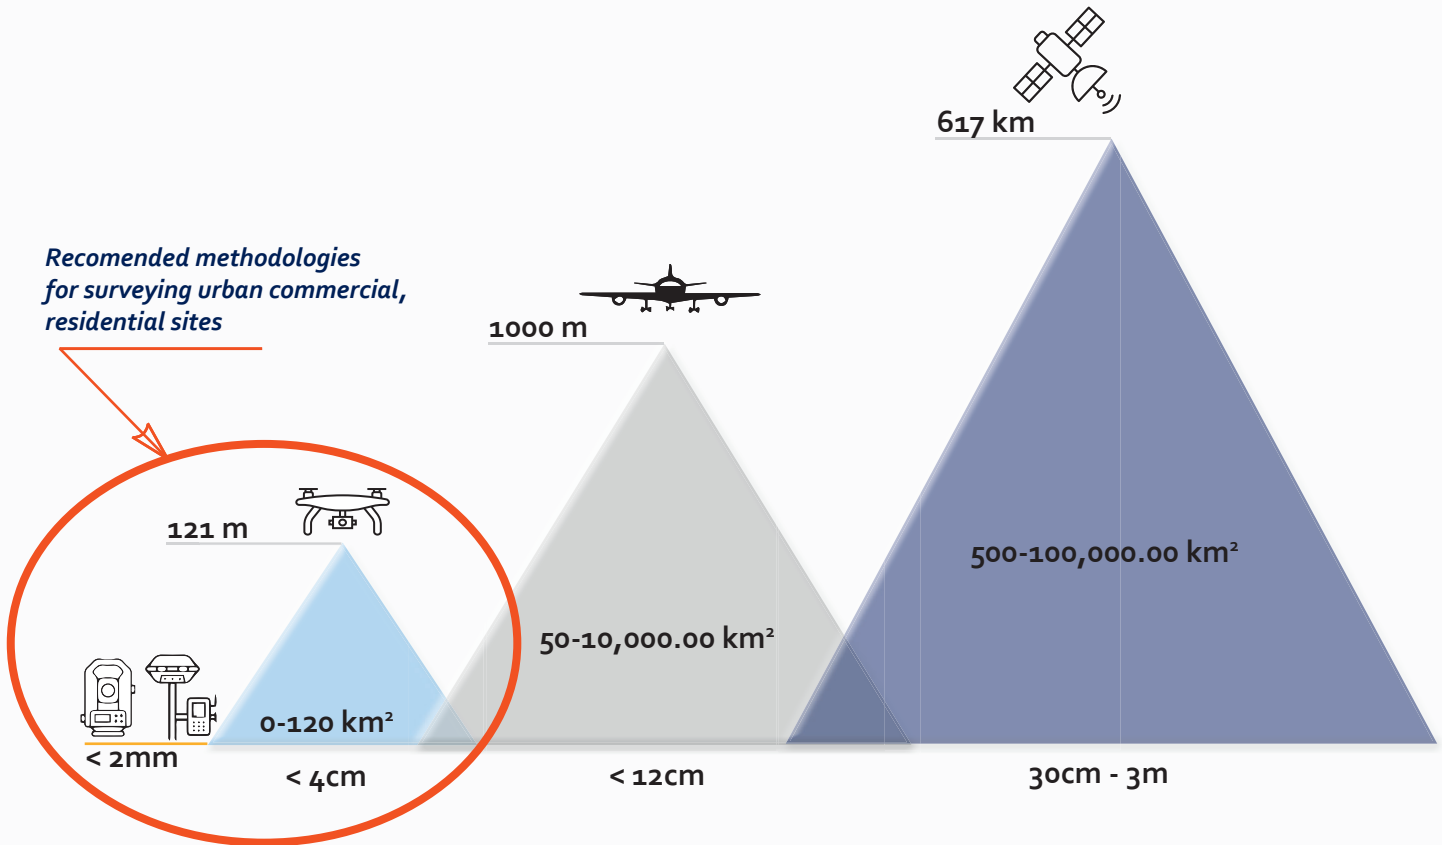 617 km
Recomended methodologies
for surveying urban commercial,
residential sites
1000 m
121 m
500-100,000.00 km²
50-10,000.00 km²
0-120 km²
< 2mm
< 4cm
< 12cm
30cm - 3m